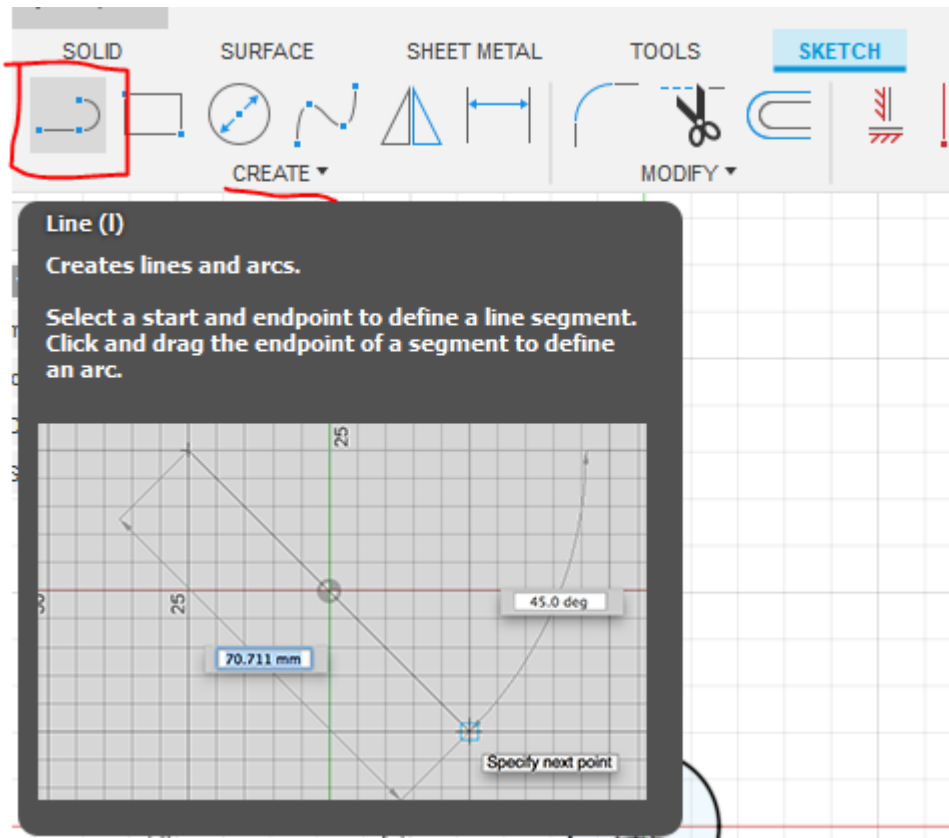 SOLID SURFACE SHEET METAL TOOLS SKETCH
CREATE MODIFY
Line (l)
Creates lines and arcs.
Select a start and endpoint to define a line segment.
Click and drag the endpoint of a segment to define
an arc.
25
25
45.0 deg
70.711 mm
Specify next point